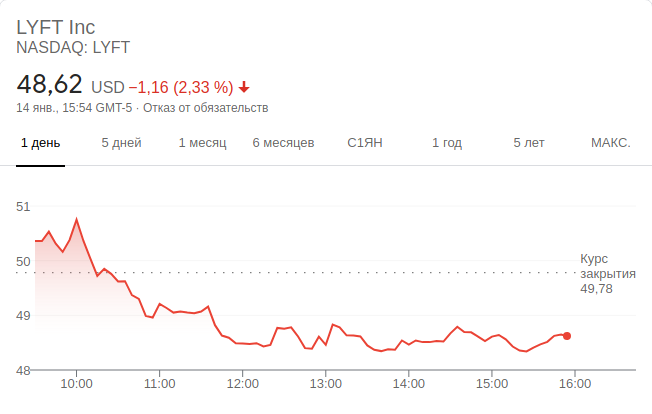 LYFT Inc
NASDAQ: LYFT
48,62 USD −1,16 (2,33 %)
14 янв., 15:54 GMT-5 · Отказ от обязательств
1 день 5 дней 1 месяц 6 месяцев С1ЯН 1 год 5 лет МАКС.
51
50
49
48
Курс
закрытия
49,78
10:00 11:00 12:00 13:00 14:00 15:00 16:00